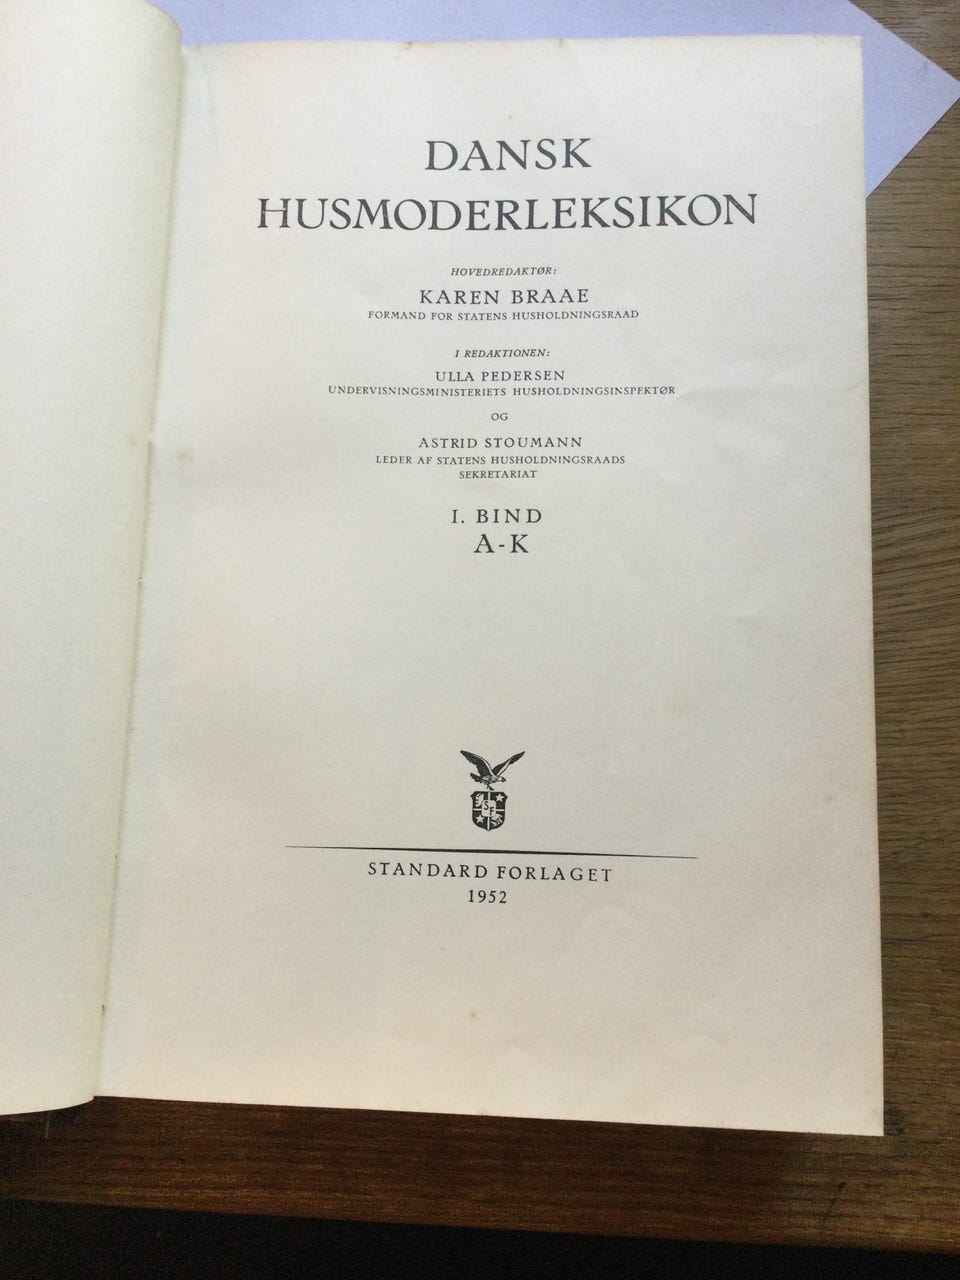 DANSK
HUSMODERLEKSIKON
HOVEDREDAKTØR:
KAREN BRAAE
FORMAND FOR STATENS HUSHOLDNINGSRAAD
I REDAKTIONEN:
ULLA PEDERSEN
UNDERVISNINGSMINISTERIETS HUSHOLDNINGSINSPEKTØR
OG
ASTRID STOUMANN
LEDER AF STATENS HUSHOLDNINGSRAADS
SEKRETARIAT
I. BIND
A-K
SF
STANDARD FORLAGET
1952